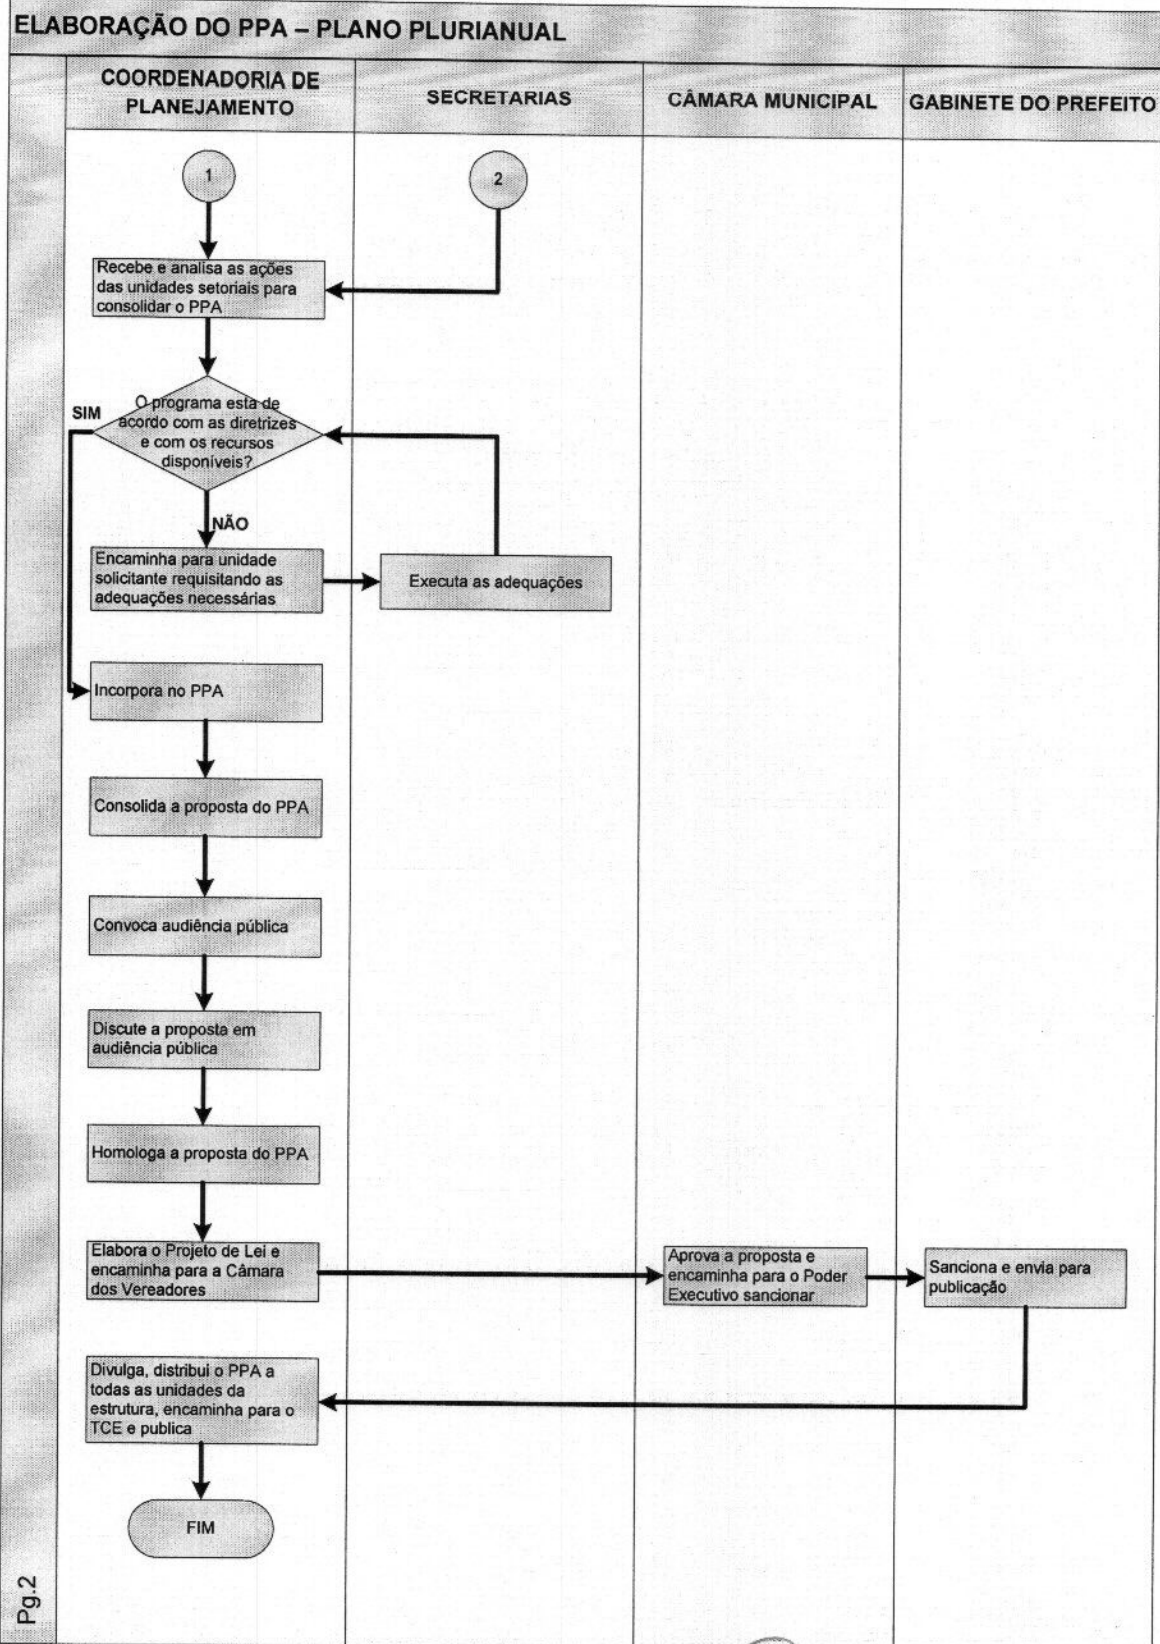 ELABORAÇÃO DO PPA – PLANO PLURIANUAL
COORDENADORIA DE
PLANEJAMENTO
SECRETARIAS
CÂMARA MUNICIPAL
GABINETE DO PREFEITO
1
2
Recebe e analisa as ações
das unidades setoriais para
consolidar o PPA
SIM
O programa esta de
acordo com as diretrizes
e com os recursos
disponíveis?
NÃO
Encaminha para unidade
solicitante requisitando as
adequações necessárias
Executa as adequações
Incorpora no PPA
Consolida a proposta do PPA
Convoca audiência pública
Discute a proposta em
audiência pública
Homologa a proposta do PPA
Elabora o Projeto de Lei e
encaminha para a Câmara
dos Vereadores
Aprova a proposta e
encaminha para o Poder
Executivo sancionar
Sanciona e envia para
publicação
Divulga, distribui o PPA a
todas as unidades da
estrutura, encaminha para o
TCE e publica
FIM
Pg.2